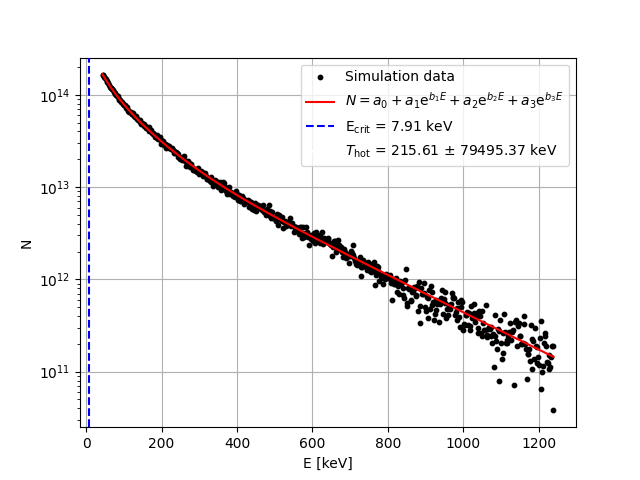 Simulation data
N = a₀ + a₁e^{b₁E} + a₂e^{b₂E} + a₃e^{b₃E}
E_crit = 7.91 keV
T_hot = 215.61 ± 79495.37 keV
N
10¹⁴
10¹³
10¹²
10¹¹
0 200 400 600 800 1000 1200
E [keV]